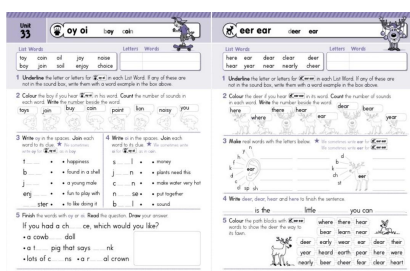 Unit
33
oy oi
List Words
Letters Words
toy coin oil joy noise
boy join soil enjoy choice
1 Underline the letter or letters for in each List Word. If any of these are
not in the sound box, write them with a word example in the box above.
2 Colour the boy if you hear in his word. Count the number of sounds in
each word. Write the number beside the word.
toys join buy coin point lion noisy you
3 Write oy in the spaces. Join each
word to its clue.
t
b
j
enj
ster
• happiness
• found in a shell
• a young male
• fun to play with
• to like doing it
4 Write oi in the spaces. Join each
word to its clue.
s l
j n
c n
n se
b l
• money
• plants need this
• make water very hot
• put together
• sound
5 Finish the words with oy or oi. Read the question. Draw your answer.
If you had a ch ce, which would you like?
• a cowb doll
• a t pig that says nk
• lots of c ns • a r al crown
eer ear
deer ear
List Words
Letters Words
here ear dear clear deer
hear year near nearly cheer
1 Underline the letter or letters for in each List Word. If any of these are
not in the sound box, write them with a word example in the box above.
2 Colour the deer if you hear in its word. Count the number of sounds
in each word. Write the number beside the word.
here where ear year dear deer bear hear
3 Make real words with the letters below.
ear
eer
4 Write deer, dear, hear and here to finish the sentence.
is the little you can
5 Colour the path blocks with
words to show the deer the way to
its fawn.
where there hear
bear learn near
deer early wear ear dear their
year heard earth pear here were
nearly beer cheer fear clear heart